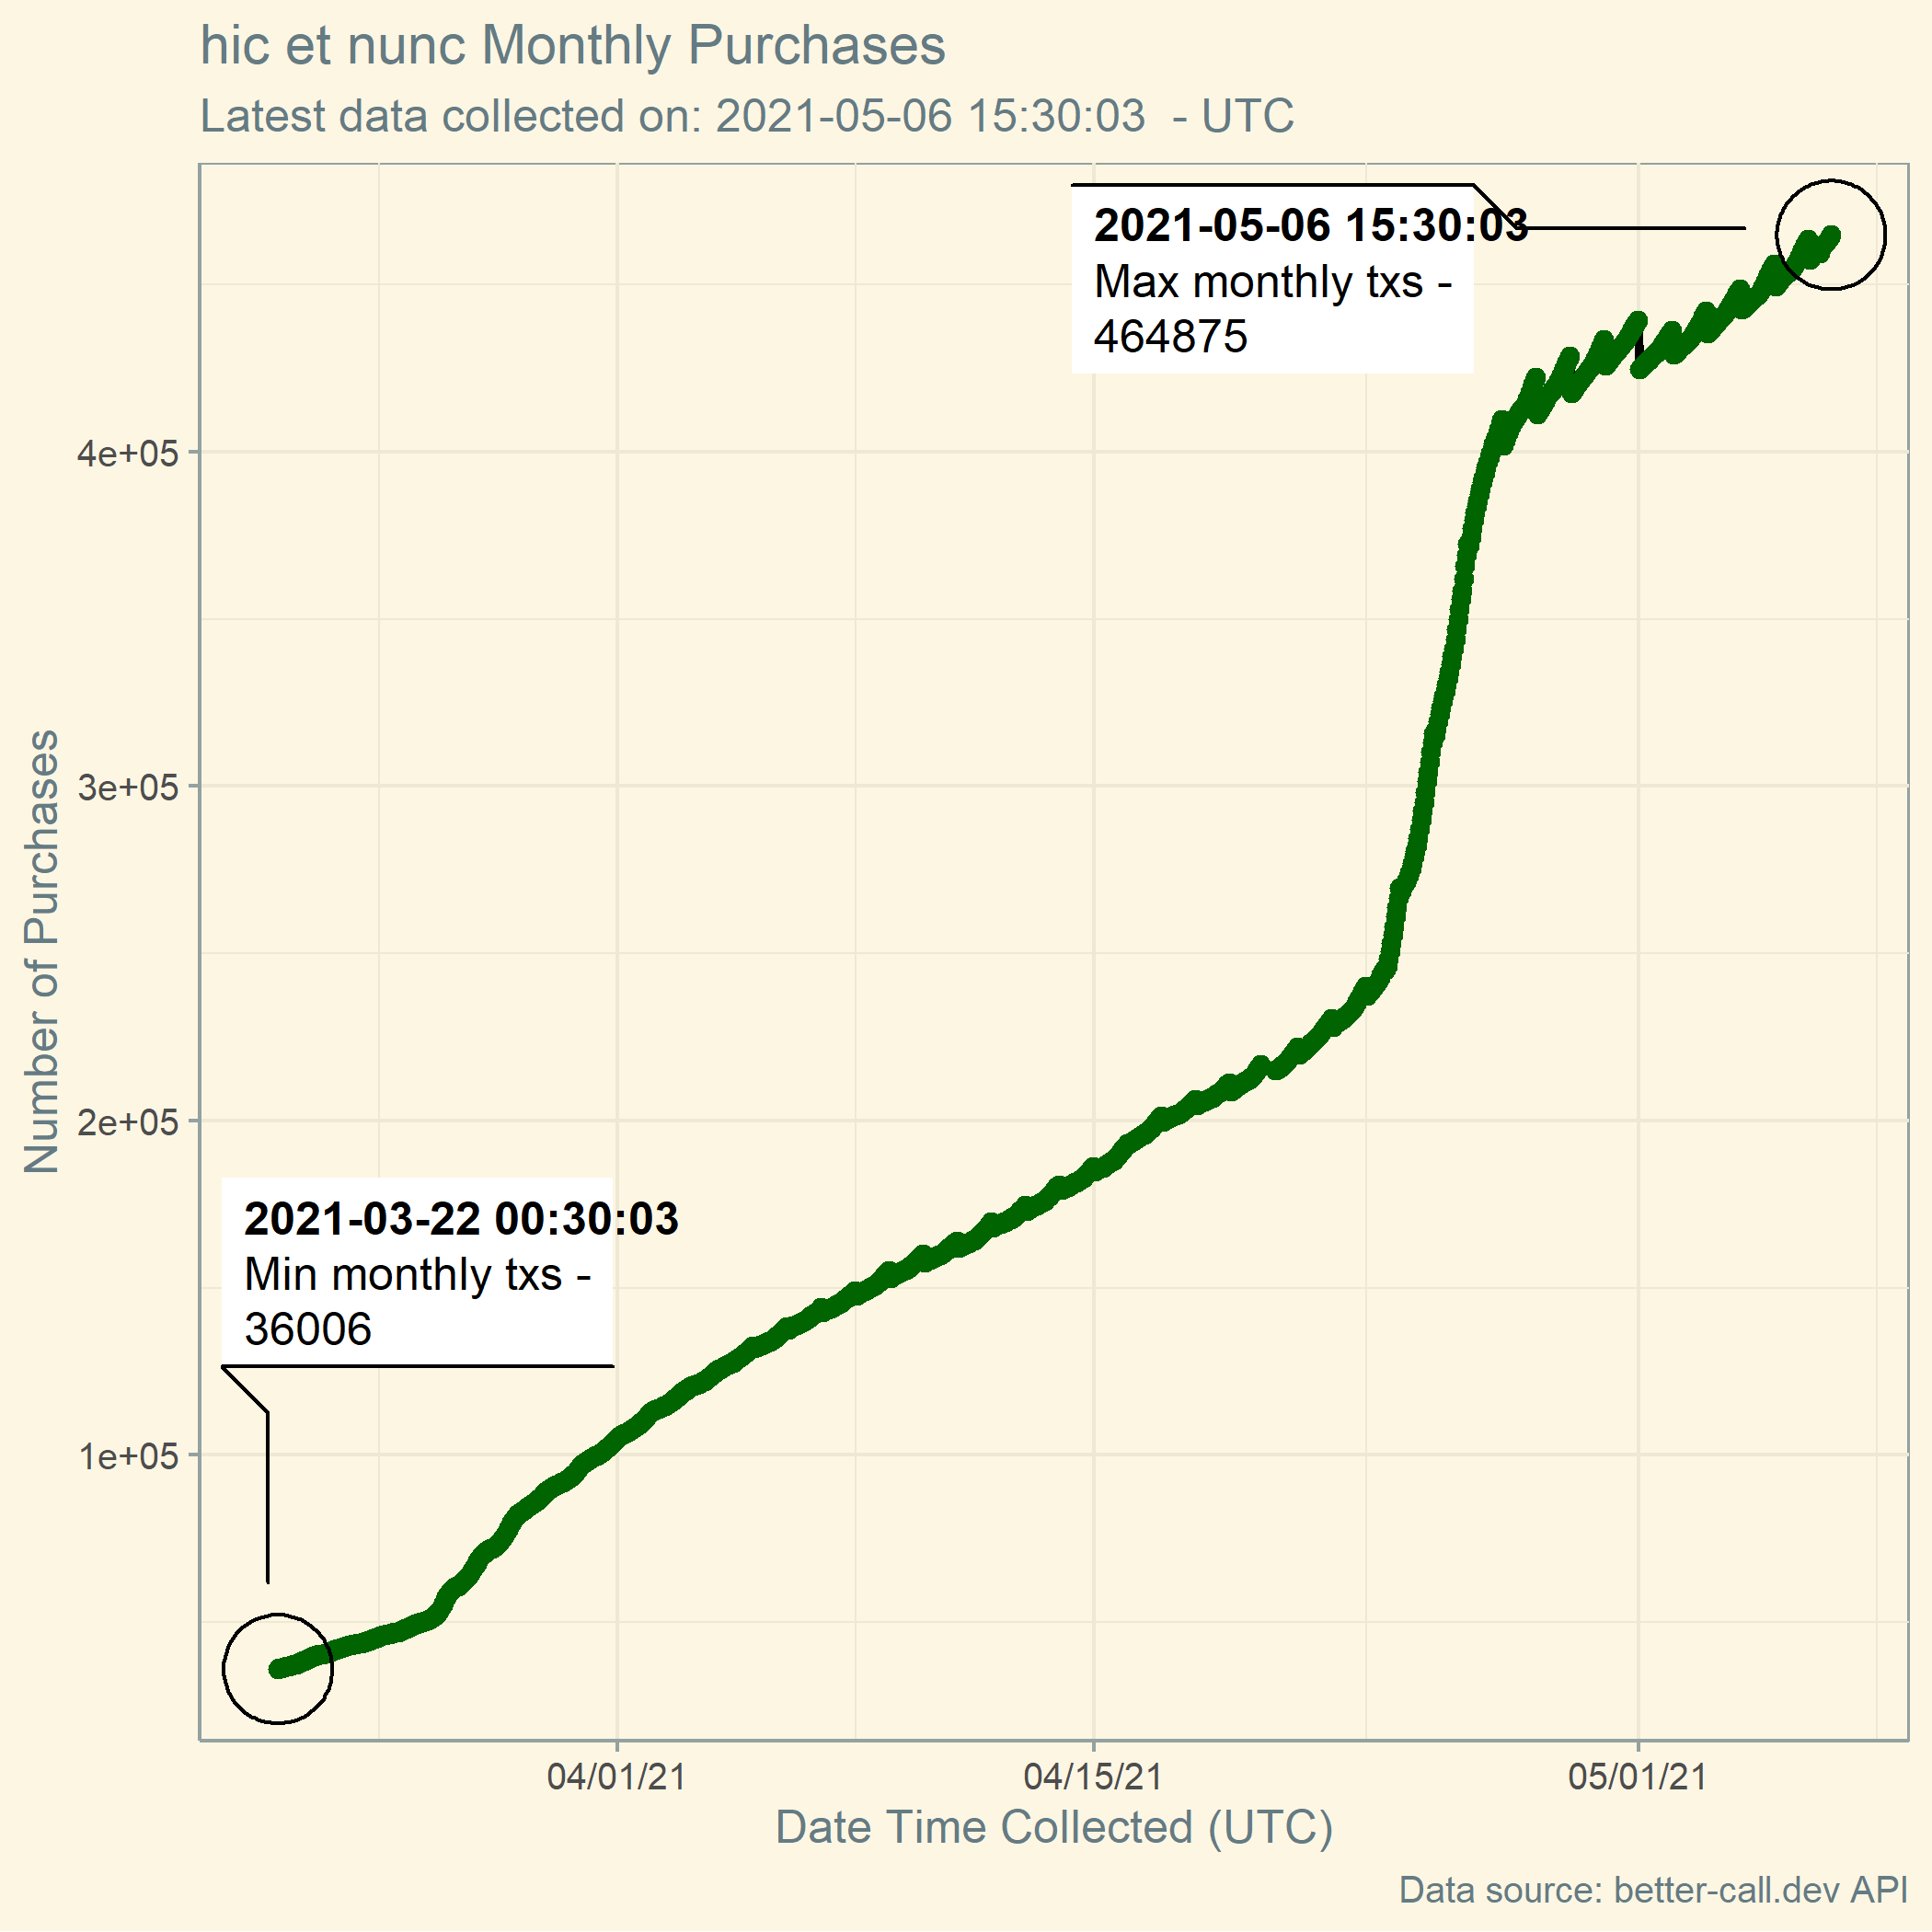 hic et nunc Monthly Purchases
Latest data collected on: 2021-05-06 15:30:03  - UTC
2021-05-06 15:30:03
Max monthly txs -
464875
4e+05
3e+05
2e+05
1e+05
Number of Purchases
2021-03-22 00:30:03
Min monthly txs -
36006
04/01/21
04/15/21
05/01/21
Date Time Collected (UTC)
Data source: better-call.dev API